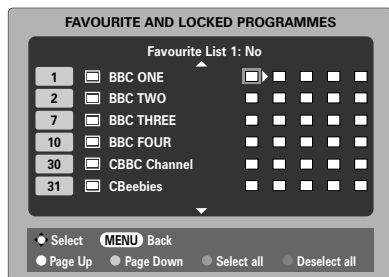 FAVOURITE AND LOCKED PROGRAMMES
Favourite List 1: No
1 BBC ONE
2 BBC TWO
7 BBC THREE
10 BBC FOUR
30 CBBC Channel
31 CBeebies
Select MENU Back
Page Up Page Down Select all Deselect all